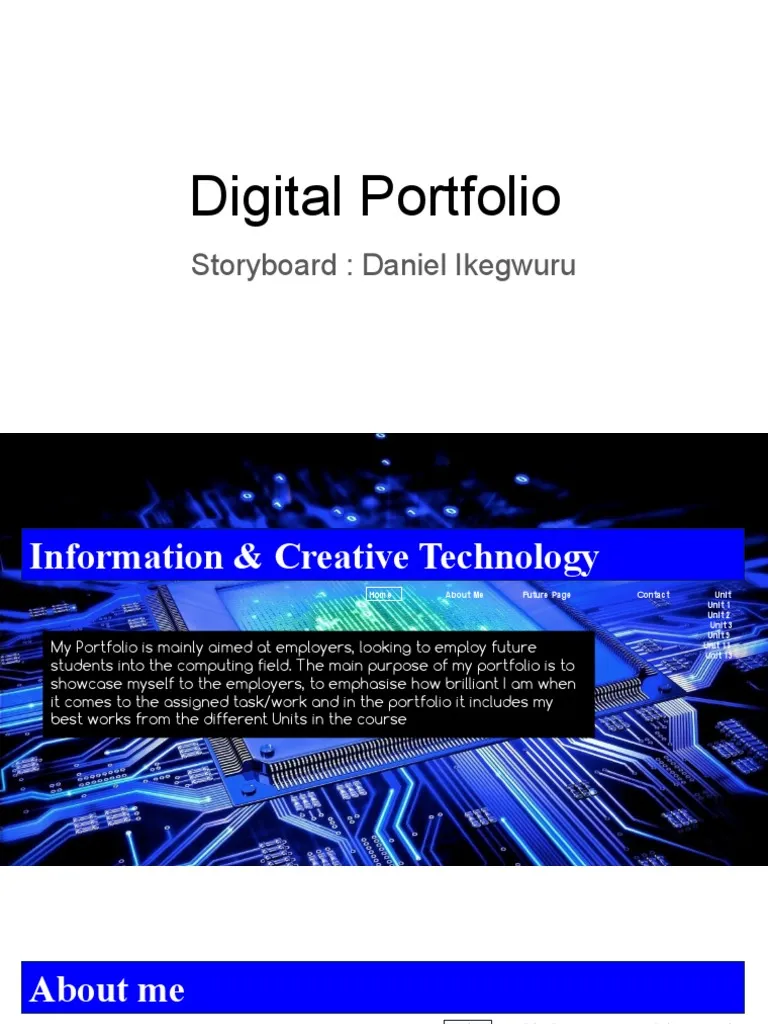 Digital Portfolio
Storyboard : Daniel Ikegwuru
Information & Creative Technology
Home About Me Future Page Contact Unit
Unit 1
Unit 2
Unit 3
Unit 5
My Portfolio is mainly aimed at employers, looking to employ future
students into the computing field. The main purpose of my portfolio is to
showcase myself to the employers, to emphasise how brilliant I am when
it comes to the assigned task/work and in the portfolio it includes my
best works from the different Units in the course
About me